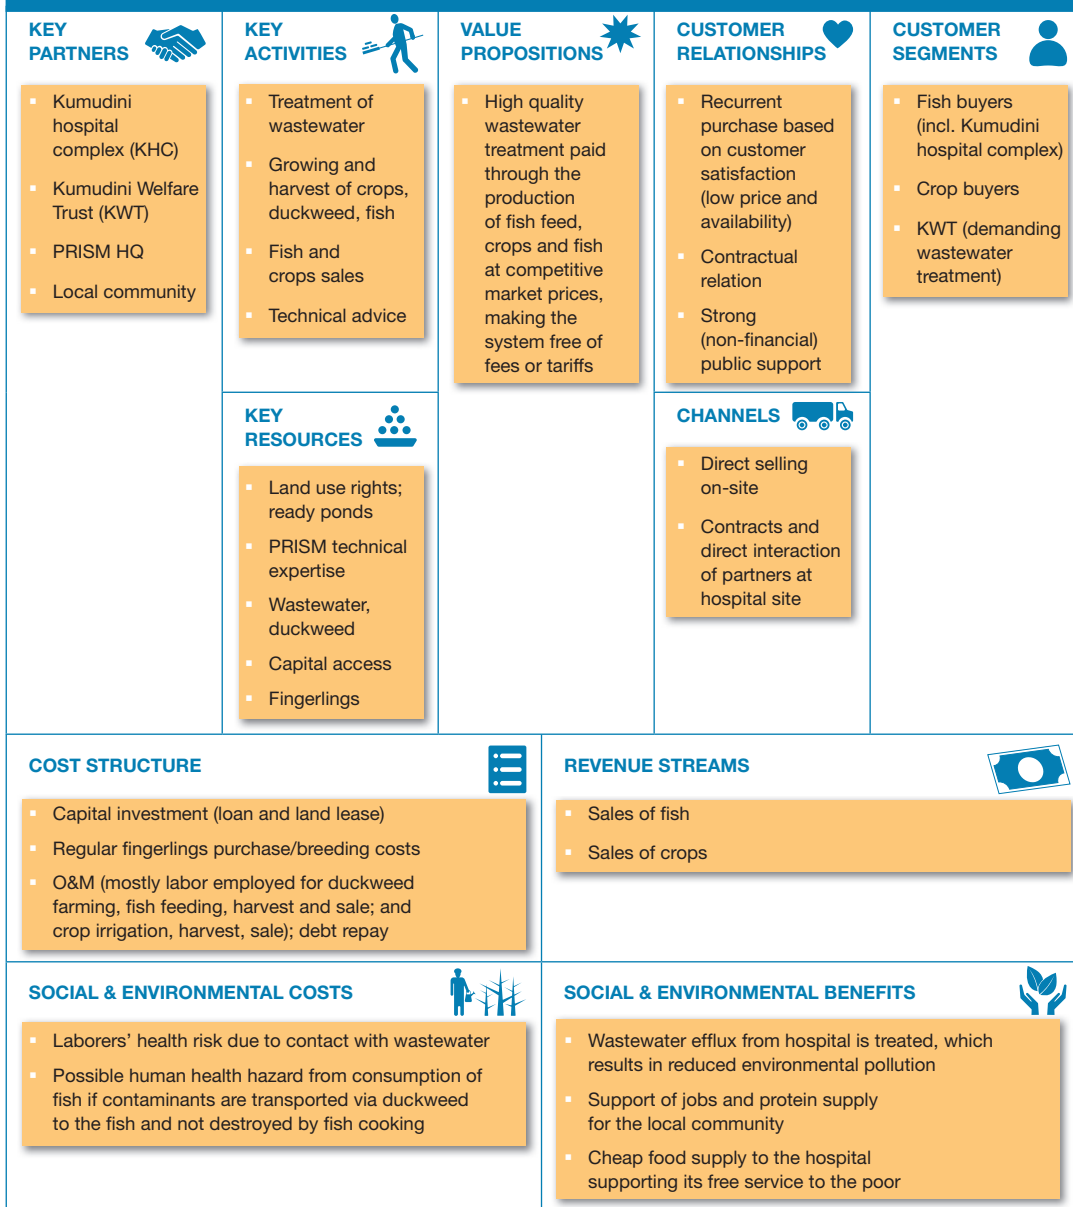 KEY
PARTNERS
Kumudini
hospital
complex (KHC)
Kumudini Welfare
Trust (KWT)
PRISM HQ
Local community
KEY
ACTIVITIES
Treatment of
wastewater
Growing and
harvest of crops,
duckweed, fish
Fish and
crops sales
Technical advice
KEY
RESOURCES
Land use rights;
ready ponds
PRISM technical
expertise
Wastewater,
duckweed
Capital access
Fingerlings
VALUE
PROPOSITIONS
High quality
wastewater
treatment paid
through the
production
of fish feed,
crops and fish
at competitive
market prices,
making the
system free of
fees or tariffs
CUSTOMER
RELATIONSHIPS
Recurrent
purchase based
on customer
satisfaction
(low price and
availability)
Contractual
relation
Strong
(non-financial)
public support
CHANNELS
Direct selling
on-site
Contracts and
direct interaction
of partners at
hospital site
CUSTOMER
SEGMENTS
Fish buyers
(incl. Kumudini
hospital complex)
Crop buyers
KWT (demanding
wastewater
treatment)
COST STRUCTURE
Capital investment (loan and land lease)
Regular fingerlings purchase/breeding costs
O&M (mostly labor employed for duckweed
farming, fish feeding, harvest and sale; and
crop irrigation, harvest, sale); debt repay
REVENUE STREAMS
Sales of fish
Sales of crops
SOCIAL & ENVIRONMENTAL COSTS
Laborers' health risk due to contact with wastewater
Possible human health hazard from consumption of
fish if contaminants are transported via duckweed
to the fish and not destroyed by fish cooking
SOCIAL & ENVIRONMENTAL BENEFITS
Wastewater efflux from hospital is treated, which
results in reduced environmental pollution
Support of jobs and protein supply
for the local community
Cheap food supply to the hospital
supporting its free service to the poor